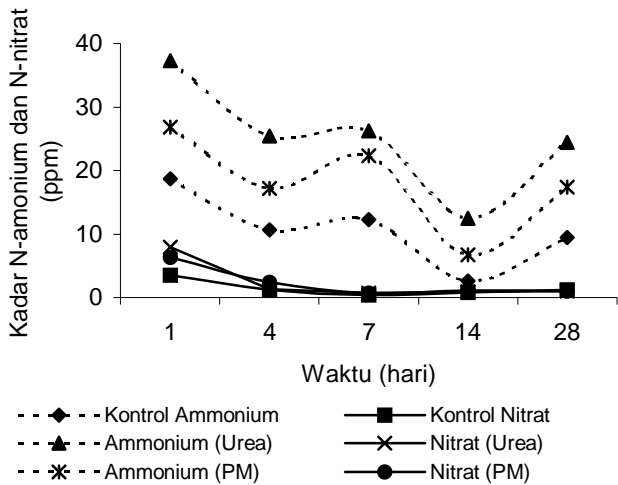 Kadar N-amonium dan N-nitrat
(ppm)
40
30
20
10
0
1 4 7 14 28
Waktu (hari)
Kontrol Ammonium Kontrol Nitrat
Ammonium (Urea) Nitrat (Urea)
Ammonium (PM) Nitrat (PM)